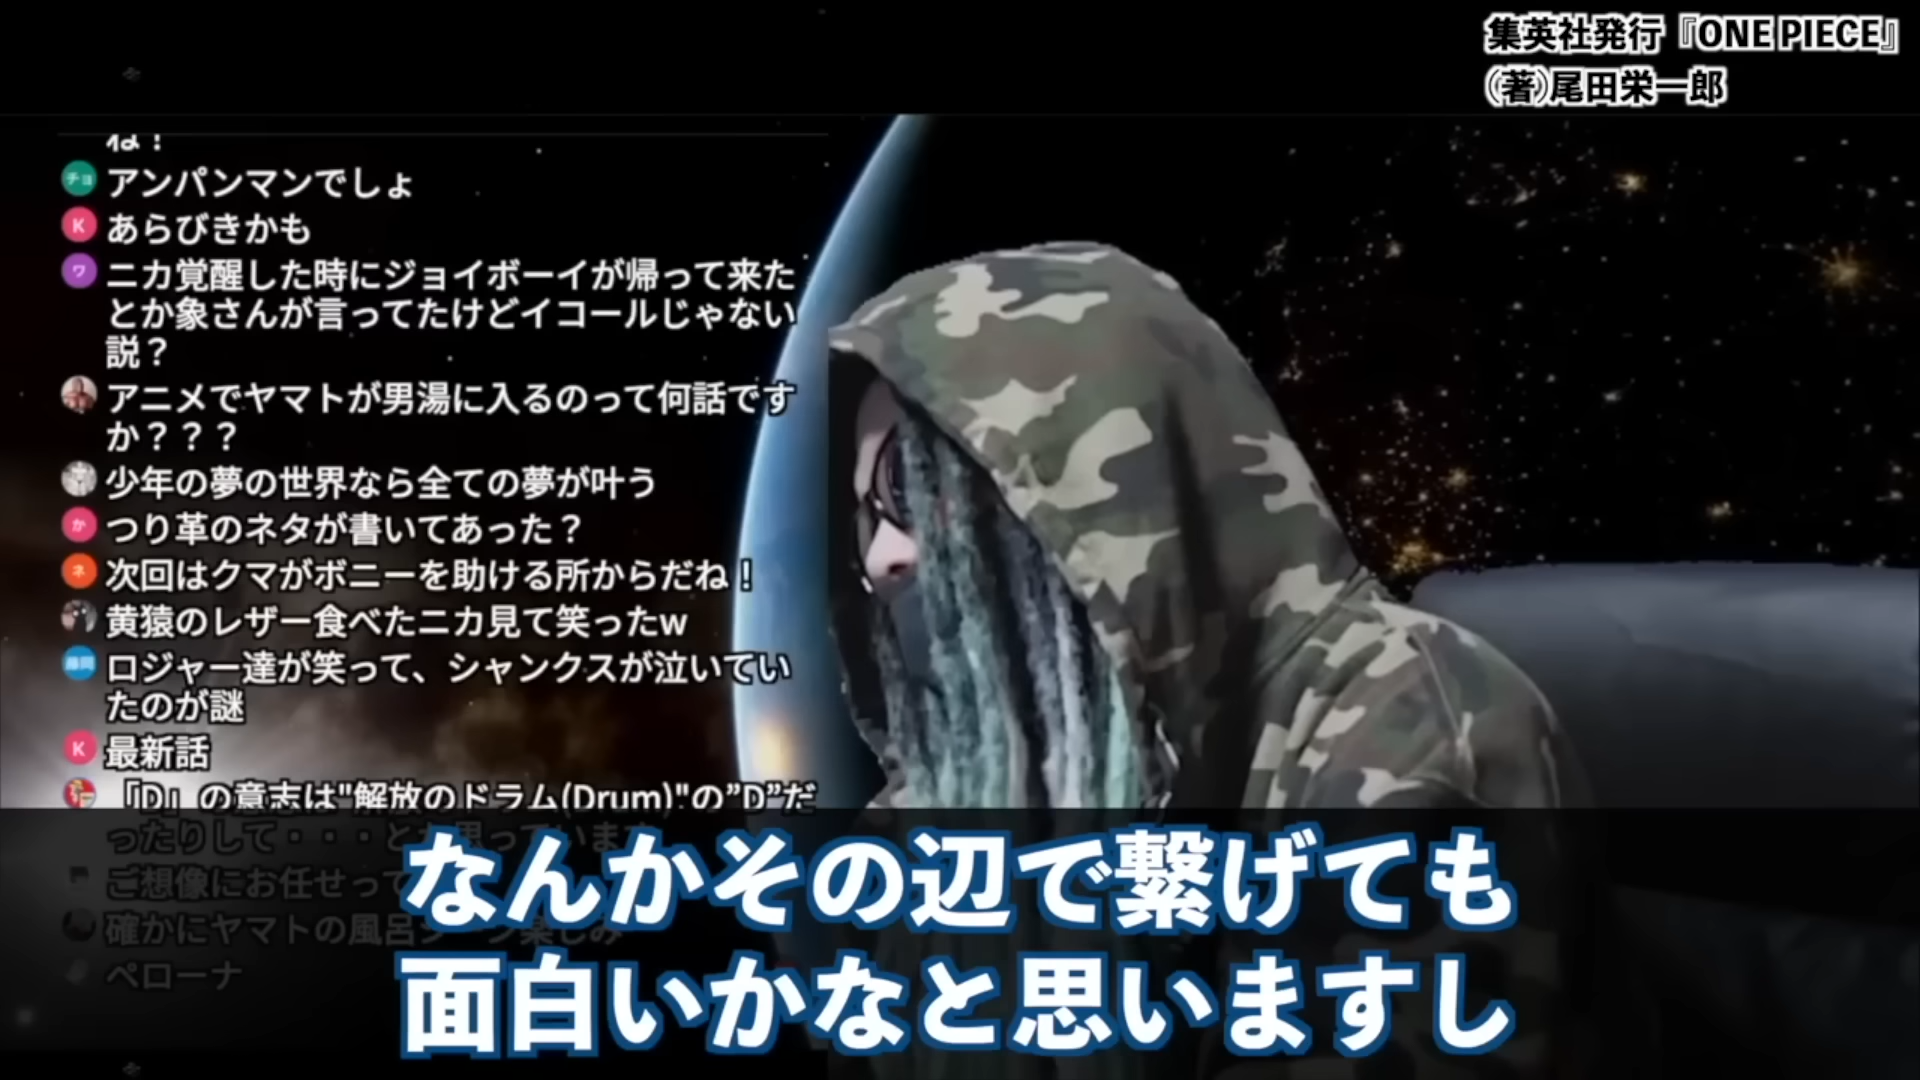 集英社発行『ONE PIECE』
(著)尾田栄一郎
ね！
チョ アンパンマンでしょ
K あらびきかも
ワ ニカ覚醒した時にジョイボーイが帰って来た
とか象さんが言ってたけどイコールじゃない
説？
アニメでヤマトが男湯に入るのって何話です
か？？？
少年の夢の世界なら全ての夢が叶う
か つり革のネタが書いてあった？
ネ 次回はクマがボニーを助ける所からだね！
黄猿のレザー食べたニカ見て笑ったw
藤岡 ロジャー達が笑って、シャンクスが泣いてい
たのが謎
K 最新話
「D」の意志は"解放のドラム(Drum)"の”D”だ
ったりして・・・と 思っています
ご想像にお任せって
確かにヤマトの風呂 楽しみ
ペローナ
なんかその辺で繋げても
面白いかなと思いますし